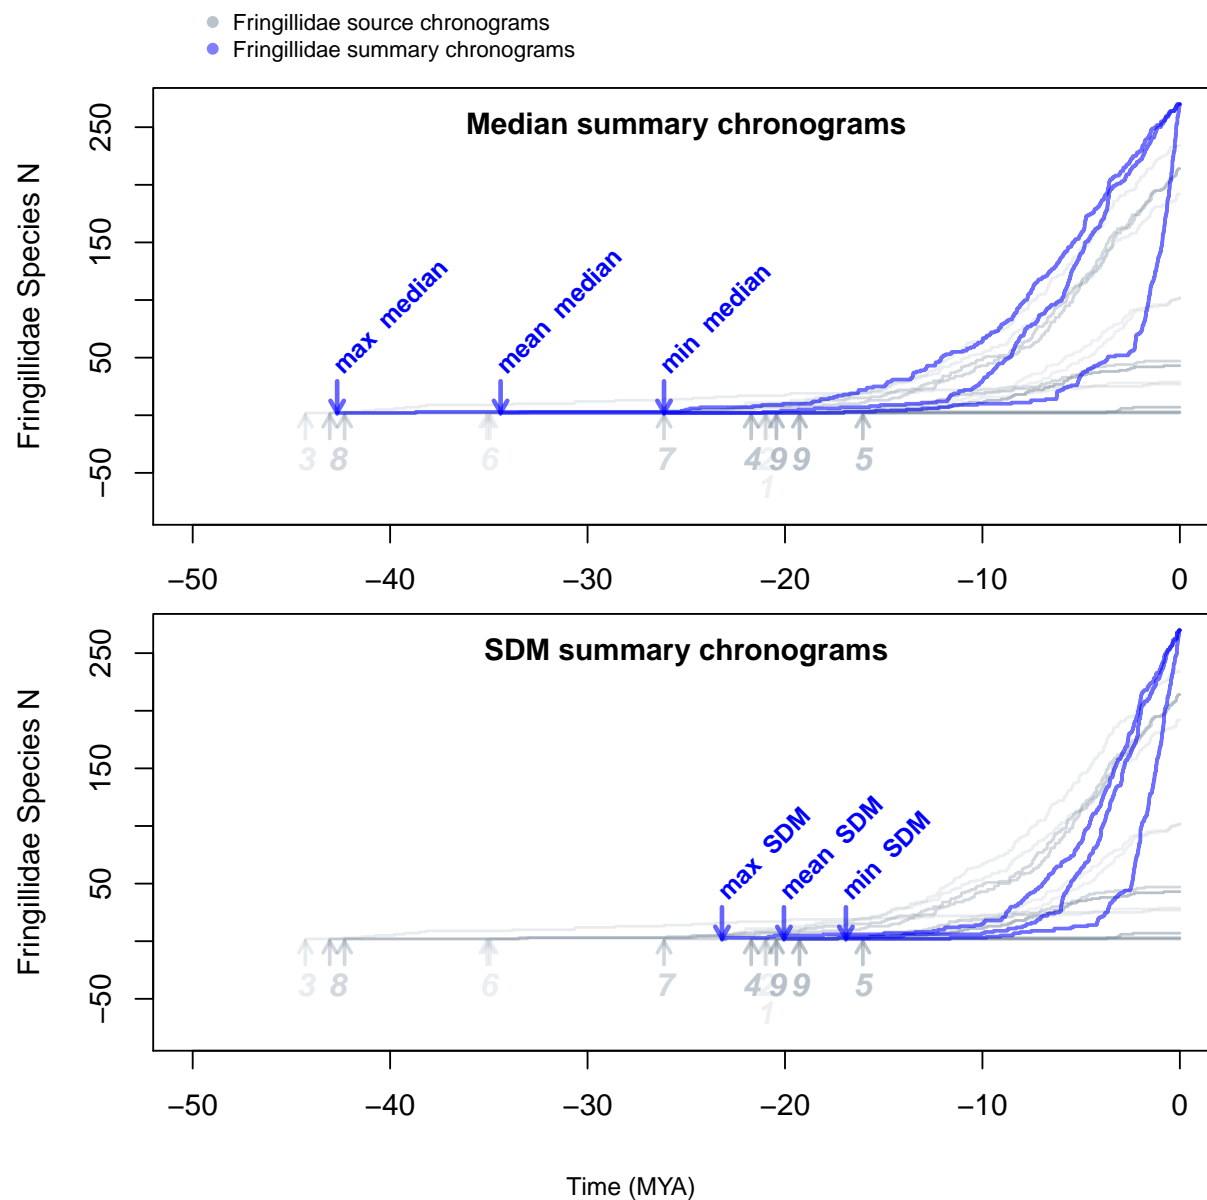 Fringillidae source chronograms
Fringillidae summary chronograms
Median summary chronograms
Fringillidae Species N
250
150
50
−50
max median
mean median
min median
3 8 6 7 4 2 9 9 5
1
−50 −40 −30 −20 −10 0
SDM summary chronograms
Fringillidae Species N
250
150
50
−50
max SDM
mean SDM
min SDM
3 8 6 7 4 2 9 9 5
1
−50 −40 −30 −20 −10 0
Time (MYA)